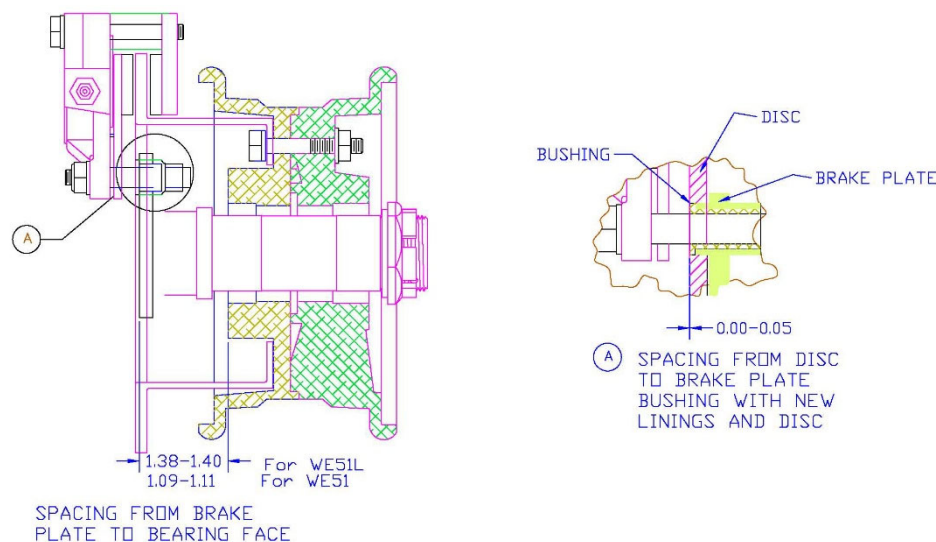 A
1.38-1.40 For WE51L
1.09-1.11 For WE51
SPACING FROM BRAKE
PLATE TO BEARING FACE
DISC
BUSHING
BRAKE PLATE
0.00-0.05
A SPACING FROM DISC
TO BRAKE PLATE
BUSHING WITH NEW
LININGS AND DISC